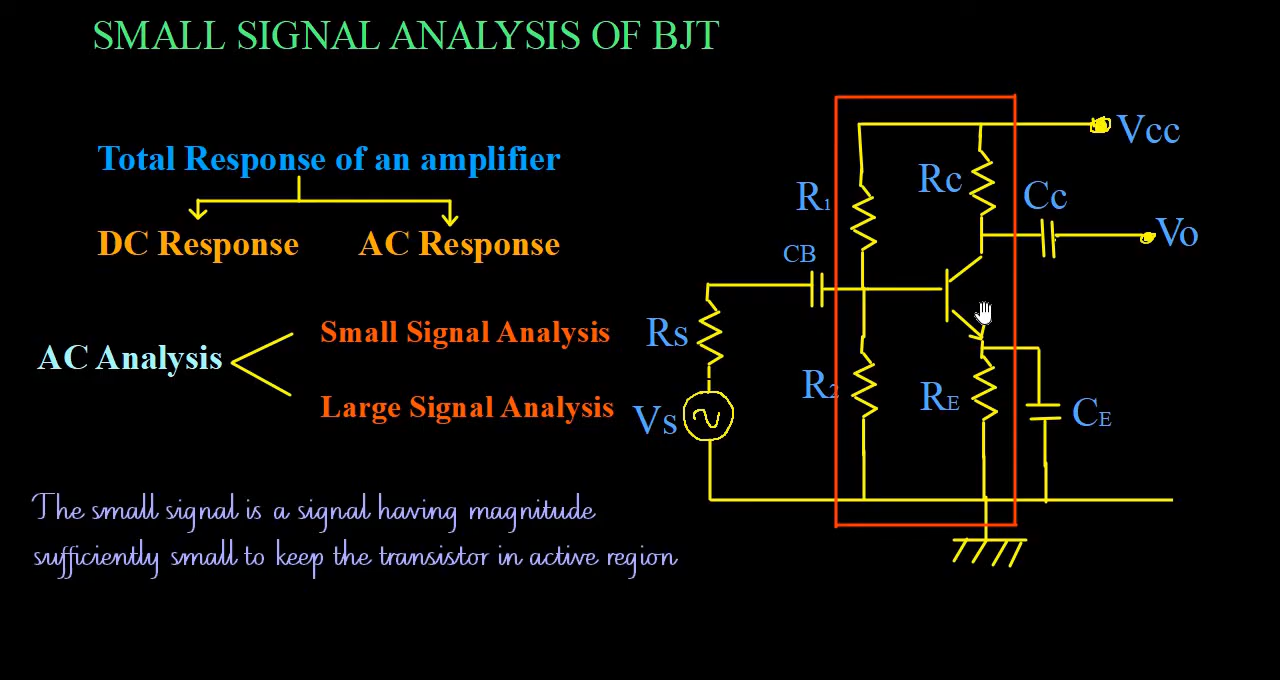 SMALL SIGNAL ANALYSIS OF BJT
Total Response of an amplifier
DC Response
AC Response
AC Analysis
Small Signal Analysis
Large Signal Analysis
The small signal is a signal having magnitude
sufficiently small to keep the transistor in active region
Vcc
R1
Rc
Cc
Vo
CB
Rs
R2
RE
CE
Vs